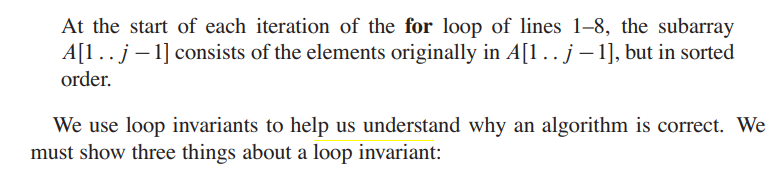 At the start of each iteration of the for loop of lines 1–8, the subarray
A[1 . . j − 1] consists of the elements originally in A[1 . . j − 1], but in sorted
order.
We use loop invariants to help us understand why an algorithm is correct. We
must show three things about a loop invariant: